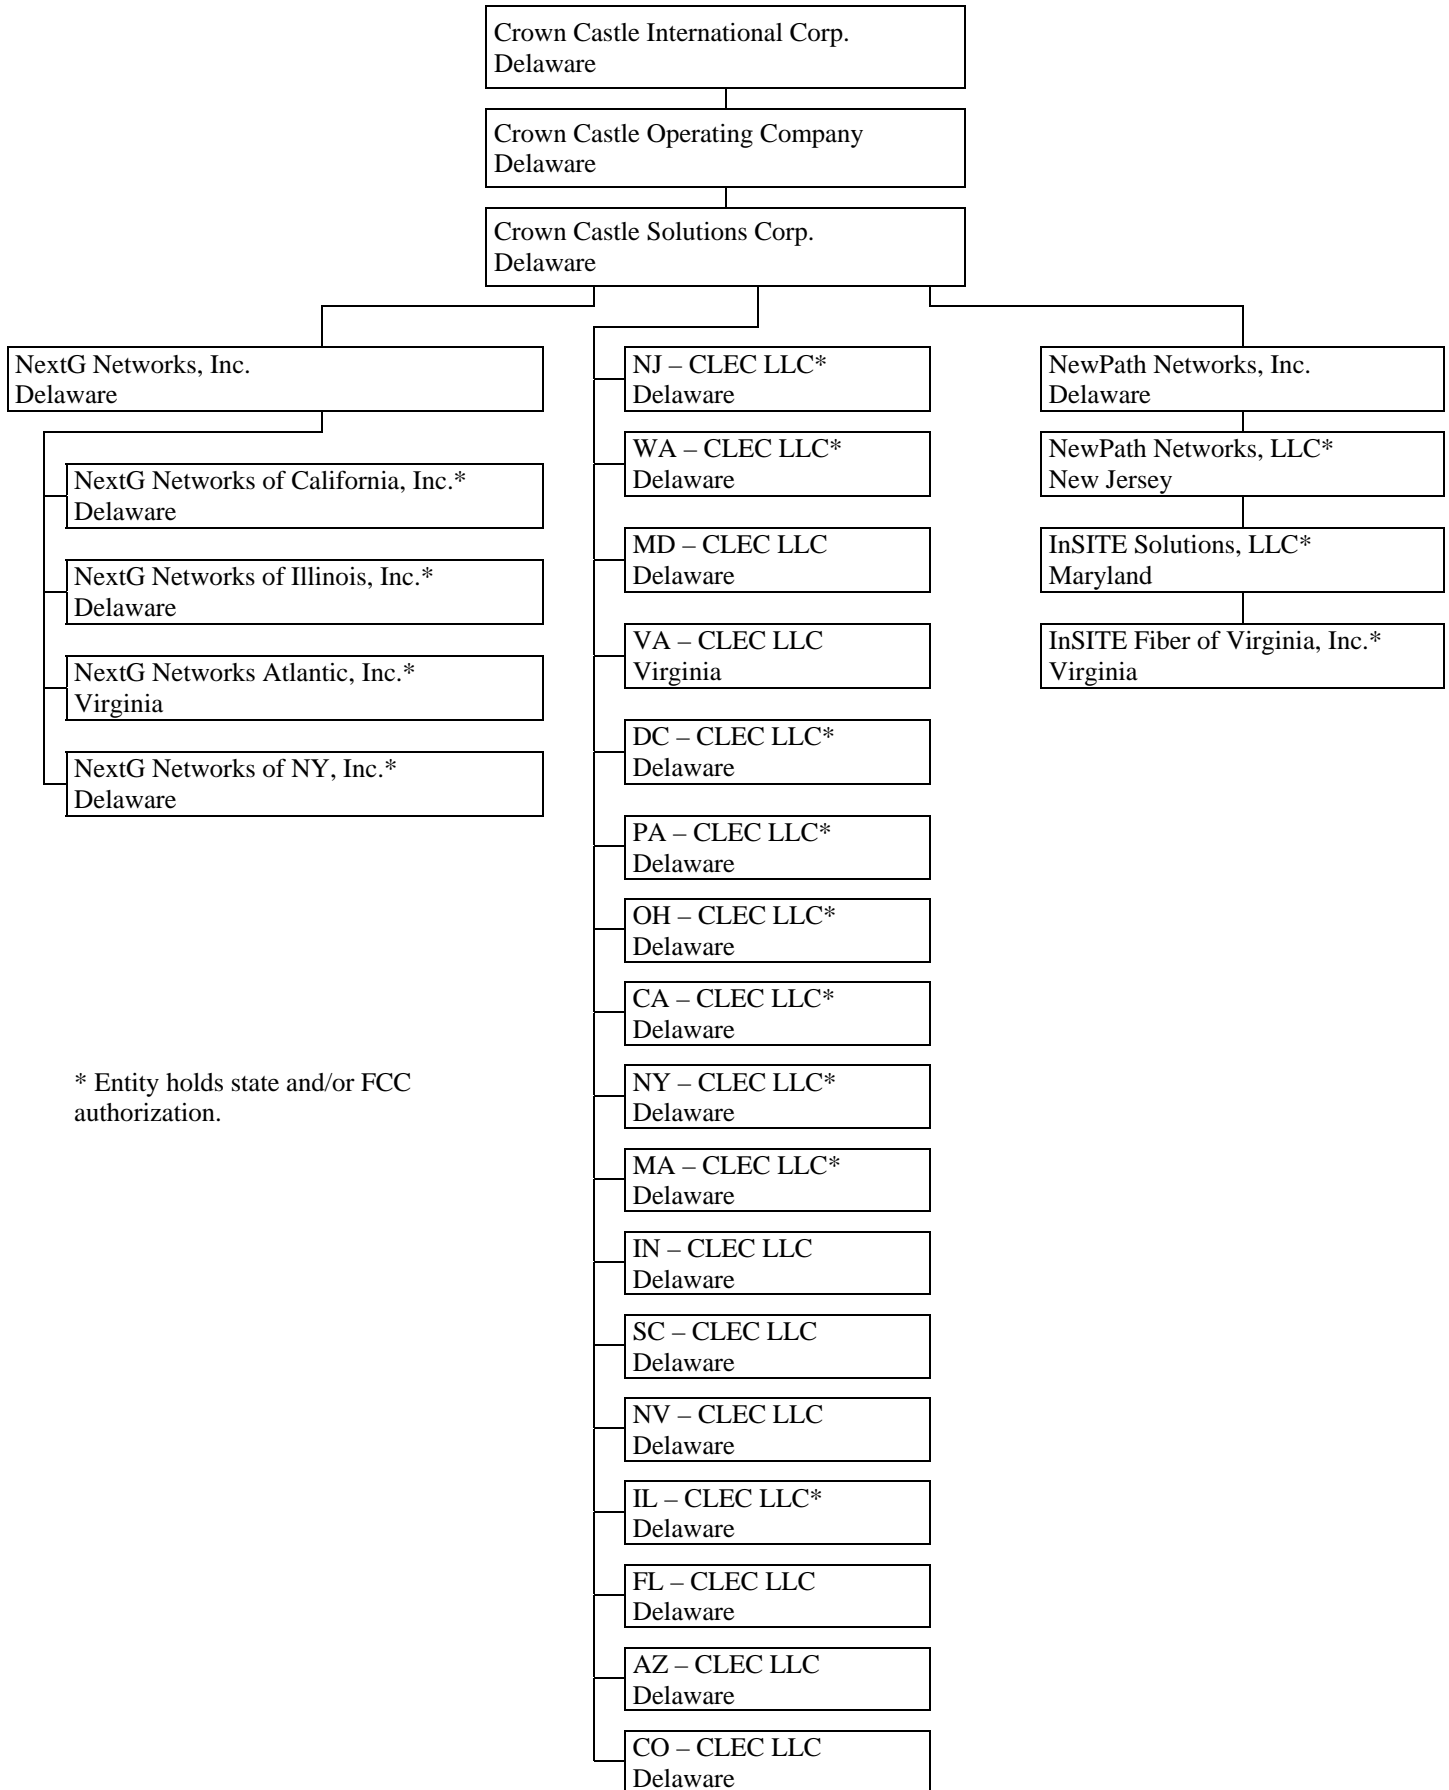 Crown Castle International Corp.
Delaware
Crown Castle Operating Company
Delaware
Crown Castle Solutions Corp.
Delaware
NextG Networks, Inc.
Delaware
NextG Networks of California, Inc.*
Delaware
NextG Networks of Illinois, Inc.*
Delaware
NextG Networks Atlantic, Inc.*
Virginia
NextG Networks of NY, Inc.*
Delaware
NJ – CLEC LLC*
Delaware
WA – CLEC LLC*
Delaware
MD – CLEC LLC
Delaware
VA – CLEC LLC
Virginia
DC – CLEC LLC*
Delaware
PA – CLEC LLC*
Delaware
OH – CLEC LLC*
Delaware
CA – CLEC LLC*
Delaware
NY – CLEC LLC*
Delaware
MA – CLEC LLC*
Delaware
IN – CLEC LLC
Delaware
SC – CLEC LLC
Delaware
NV – CLEC LLC
Delaware
IL – CLEC LLC*
Delaware
FL – CLEC LLC
Delaware
AZ – CLEC LLC
Delaware
CO – CLEC LLC
Delaware
NewPath Networks, Inc.
Delaware
NewPath Networks, LLC*
New Jersey
InSITE Solutions, LLC*
Maryland
InSITE Fiber of Virginia, Inc.*
Virginia
* Entity holds state and/or FCC
authorization.